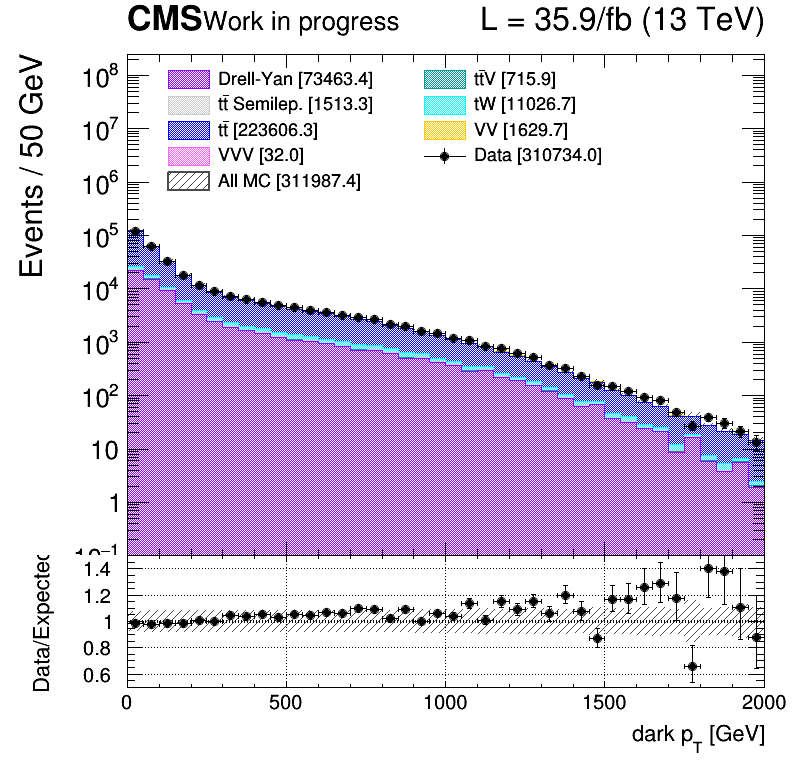 CMS Work in progress L = 35.9/fb (13 TeV)
Events / 50 GeV
10⁸
10⁷
10⁶
10⁵
10⁴
10³
10²
10
1
10⁻¹
Drell-Yan [73463.4]
tt̄ Semilep. [1513.3]
tt̄ [223606.3]
VVV [32.0]
All MC [311987.4]
tt̄V [715.9]
tW [11026.7]
VV [1629.7]
Data [310734.0]
Data/Expected
1.4
1.2
1
0.8
0.6
0 500 1000 1500 2000
dark p_T [GeV]